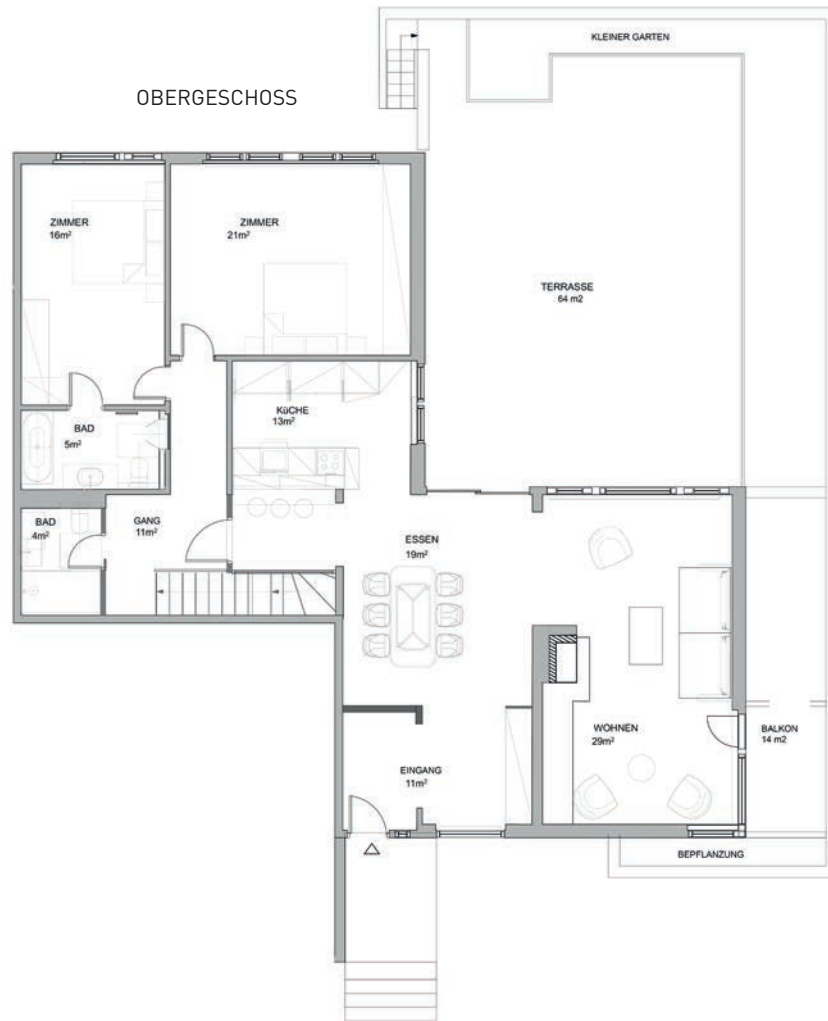 KLEINER GARTEN
OBERGESCHOSS
ZIMMER
16m²
ZIMMER
21m²
TERRASSE
64 m2
KüCHE
13m²
BAD
5m²
BAD
4m²
GANG
11m²
ESSEN
19m²
WOHNEN
29m²
BALKON
14 m2
EINGANG
11m²
BEPFLANZUNG